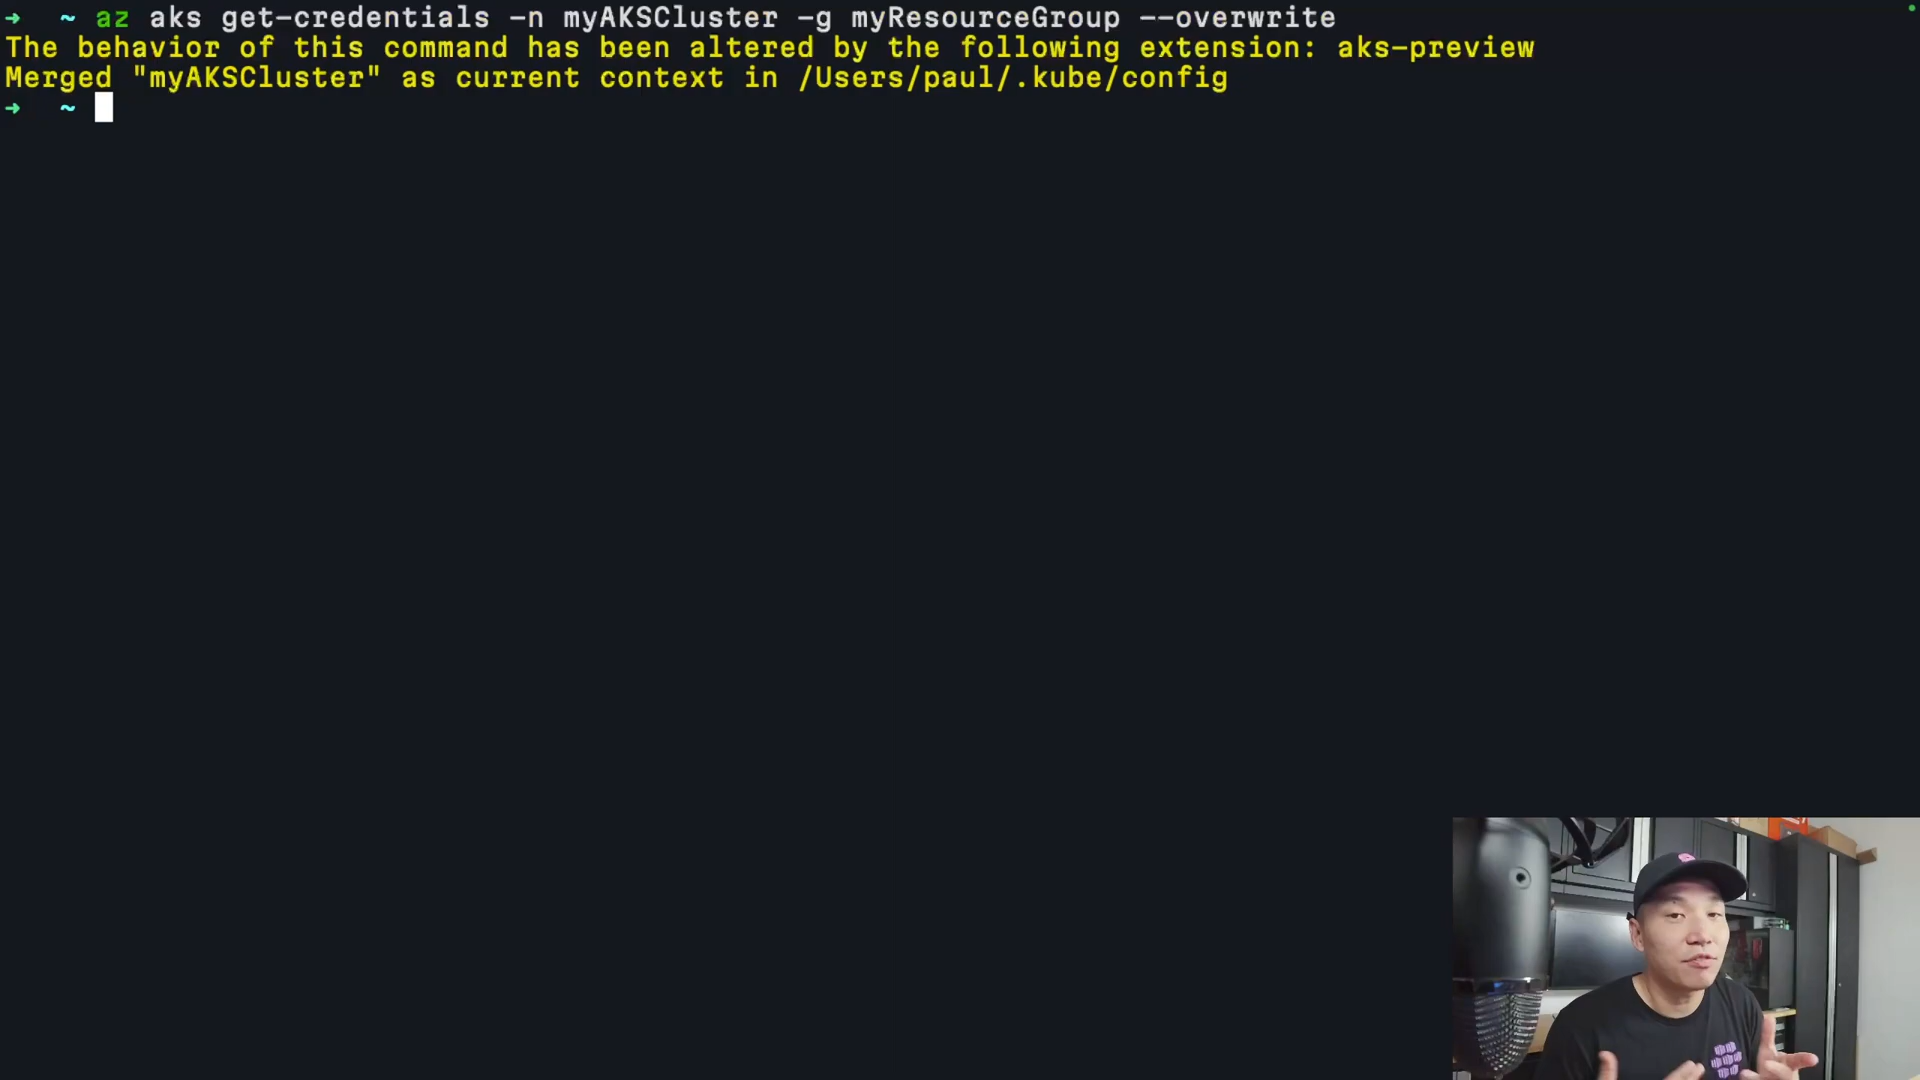 ➜  ~ az aks get-credentials -n myAKSCluster -g myResourceGroup --overwrite
The behavior of this command has been altered by the following extension: aks-preview
Merged "myAKSCluster" as current context in /Users/paul/.kube/config
➜  ~